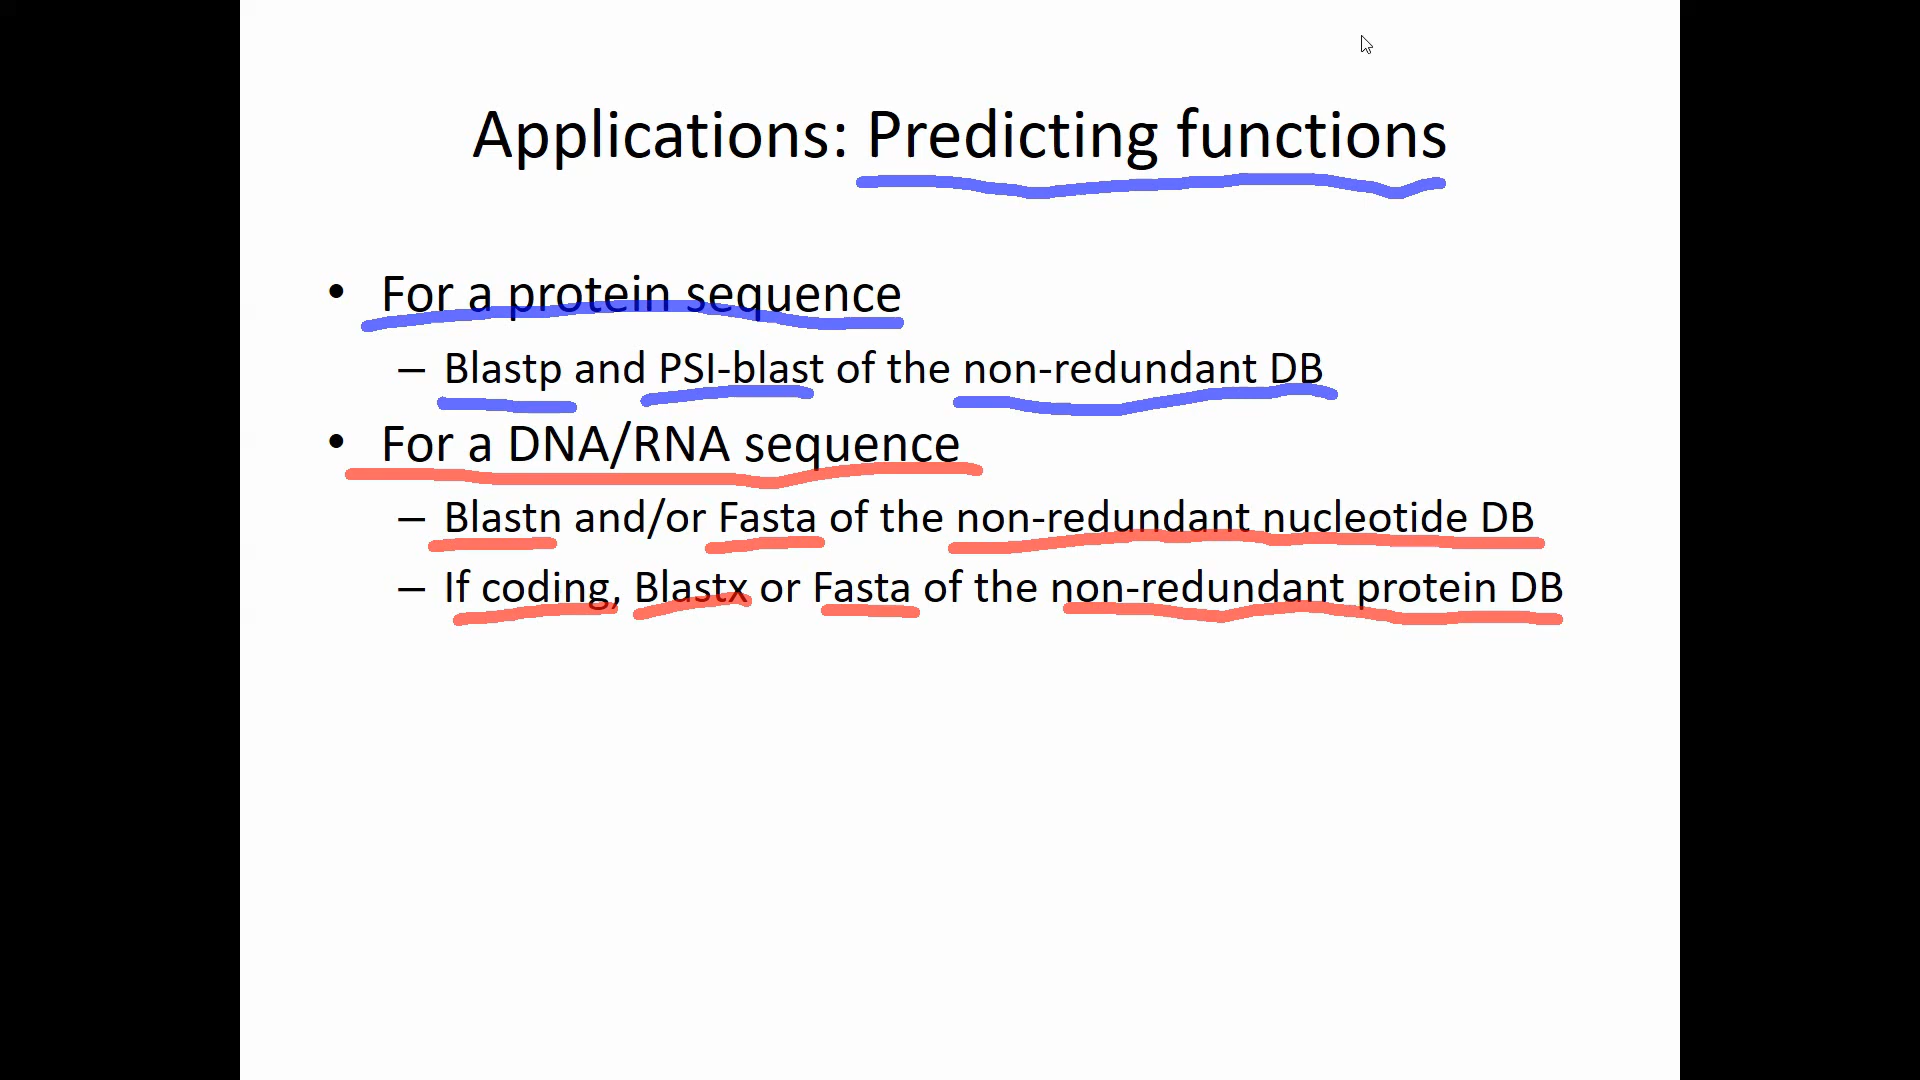 Applications: Predicting functions
• For a protein sequence
– Blastp and PSI-blast of the non-redundant DB
• For a DNA/RNA sequence
– Blastn and/or Fasta of the non-redundant nucleotide DB
– If coding, Blastx or Fasta of the non-redundant protein DB